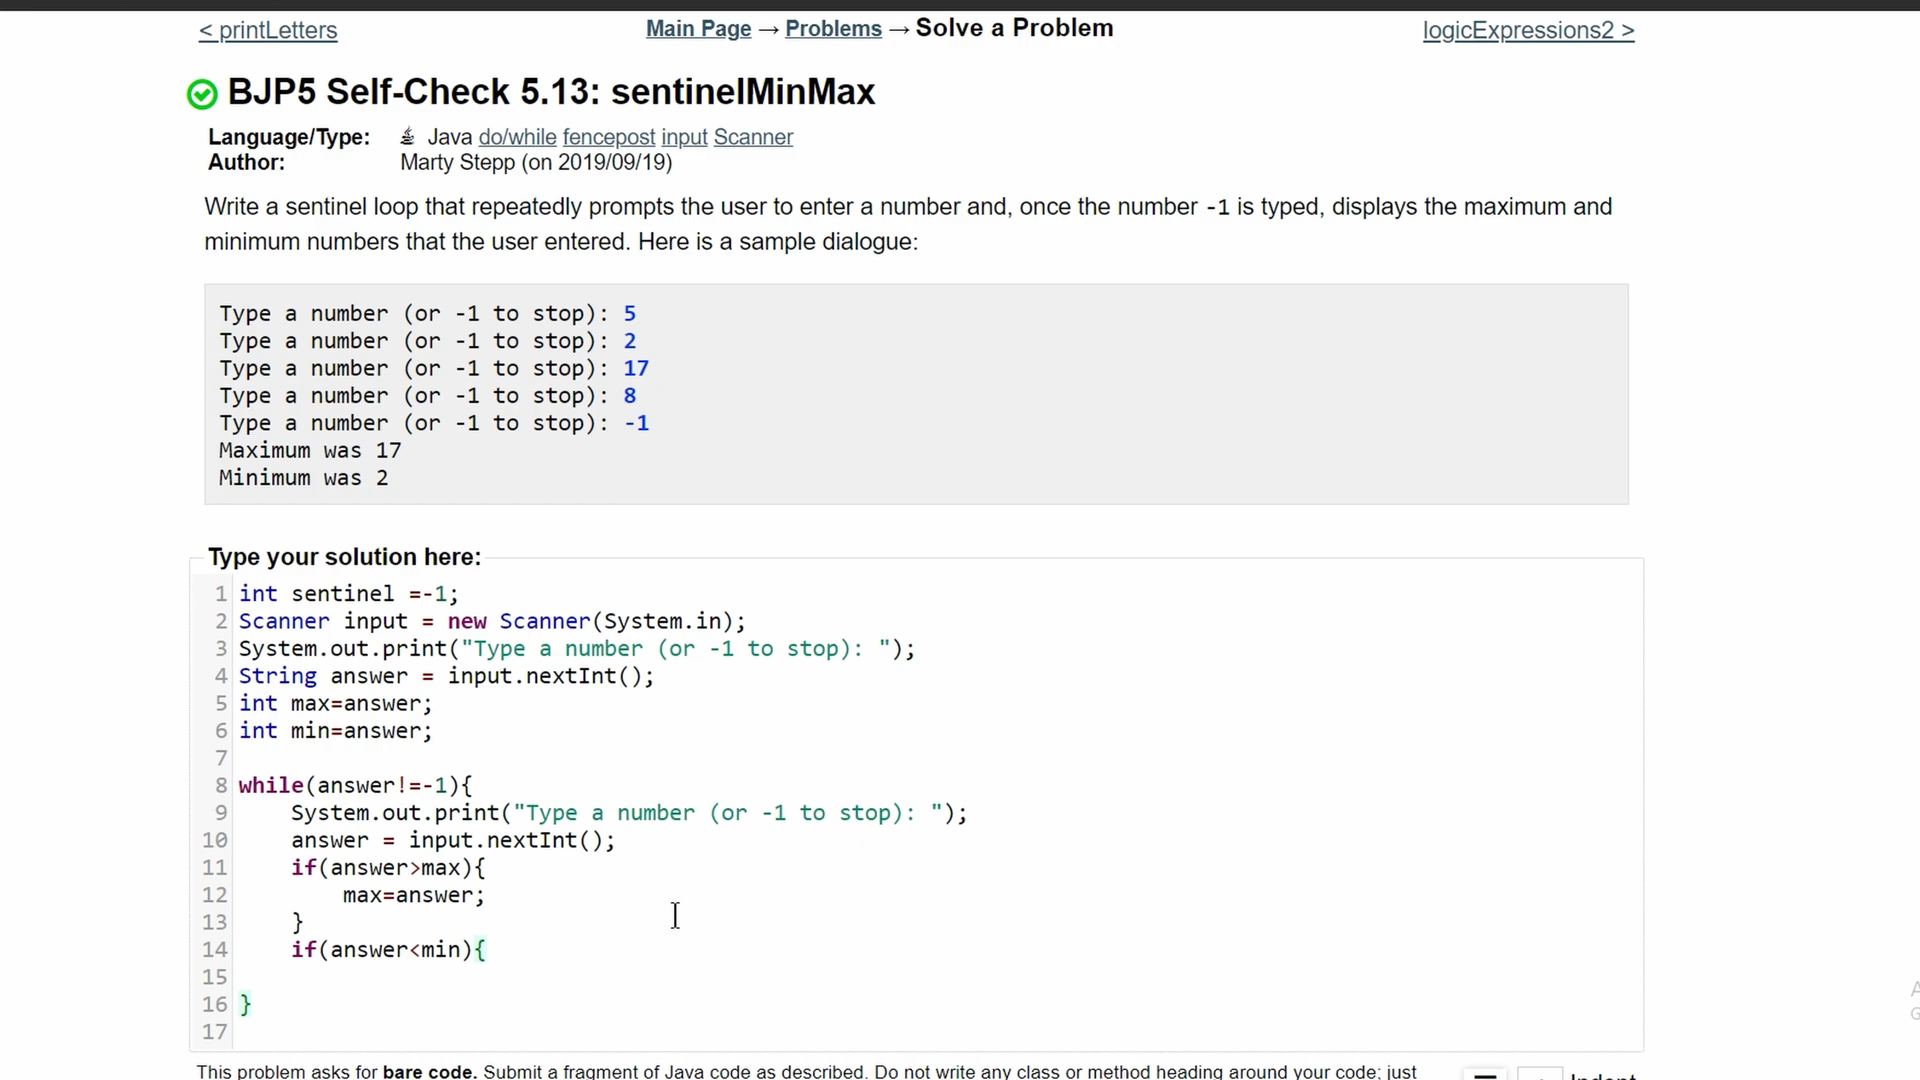 < printLetters
Main Page → Problems → Solve a Problem
logicExpressions2 >
BJP5 Self-Check 5.13: sentinelMinMax
Language/Type: Java do/while fencepost input Scanner
Author: Marty Stepp (on 2019/09/19)
Write a sentinel loop that repeatedly prompts the user to enter a number and, once the number -1 is typed, displays the maximum and
minimum numbers that the user entered. Here is a sample dialogue:
Type a number (or -1 to stop): 5
Type a number (or -1 to stop): 2
Type a number (or -1 to stop): 17
Type a number (or -1 to stop): 8
Type a number (or -1 to stop): -1
Maximum was 17
Minimum was 2
Type your solution here:
1 int sentinel =-1;
2 Scanner input = new Scanner(System.in);
3 System.out.print("Type a number (or -1 to stop): ");
4 String answer = input.nextInt();
5 int max=answer;
6 int min=answer;
7
8 while(answer!=-1){
9     System.out.print("Type a number (or -1 to stop): ");
10     answer = input.nextInt();
11     if(answer>max){
12         max=answer;
13     }
14     if(answer<min){
15
16 }
17
This problem asks for bare code. Submit a fragment of Java code as described. Do not write any class or method heading around your code; just
Indent